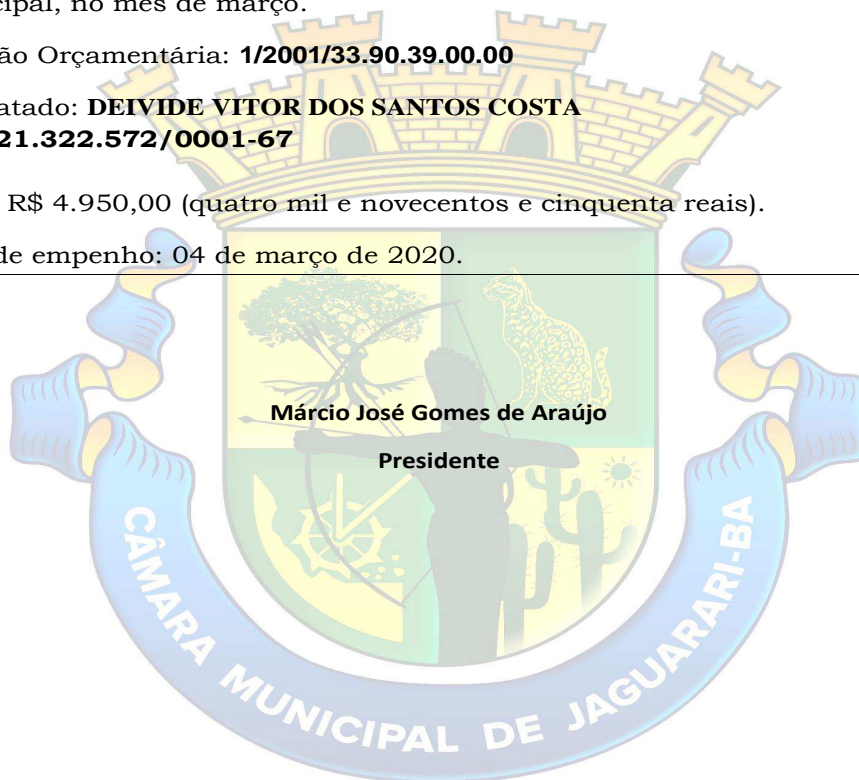 cipal, no mês de março.
ão Orçamentária: 1/2001/33.90.39.00.00
atado: DEIVIDE VITOR DOS SANTOS COSTA
21.322.572/0001-67
R$ 4.950,00 (quatro mil e novecentos e cinquenta reais).
de empenho: 04 de março de 2020.
Márcio José Gomes de Araújo
Presidente
CÂMARA MUNICIPAL DE JAGUARARI-BA